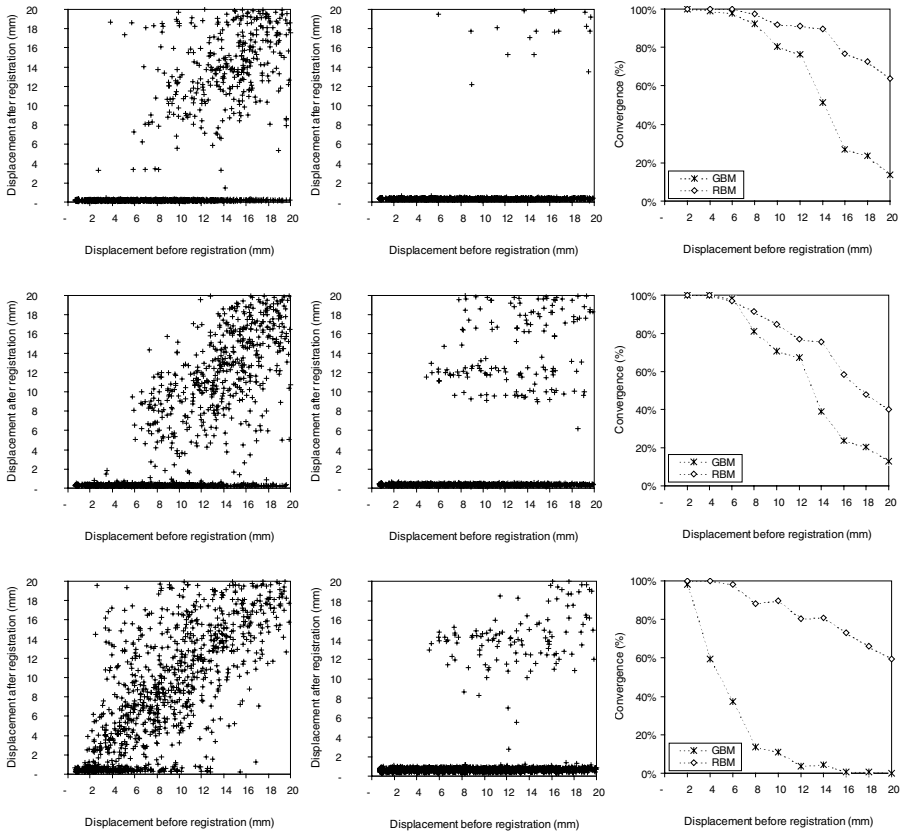 20
18
16
14
12
10
8
6
4
2
-
Displacement after registration (mm)
- 2 4 6 8 10 12 14 16 18 20
Displacement before registration (mm)
20
18
16
14
12
10
8
6
4
2
-
Displacement after registration (mm)
- 2 4 6 8 10 12 14 16 18 20
Displacement before registration (mm)
100%
80%
60%
40%
20%
0%
Convergence (%)
GBM
RBM
- 2 4 6 8 10 12 14 16 18 20
Displacement before registration (mm)
20
18
16
14
12
10
8
6
4
2
-
Displacement after registration (mm)
- 2 4 6 8 10 12 14 16 18 20
Displacement before registration (mm)
20
18
16
14
12
10
8
6
4
2
-
Displacement after registration (mm)
- 2 4 6 8 10 12 14 16 18 20
Displacement before registration (mm)
100%
80%
60%
40%
20%
0%
Convergence (%)
GBM
RBM
- 2 4 6 8 10 12 14 16 18 20
Displacement before registration (mm)
20
18
16
14
12
10
8
6
4
2
-
Displacement after registration (mm)
- 2 4 6 8 10 12 14 16 18 20
Displacement before registration (mm)
20
18
16
14
12
10
8
6
4
2
-
Displacement after registration (mm)
- 2 4 6 8 10 12 14 16 18 20
Displacement before registration (mm)
100%
80%
60%
40%
20%
0%
Convergence (%)
GBM
RBM
- 2 4 6 8 10 12 14 16 18 20
Displacement before registration (mm)